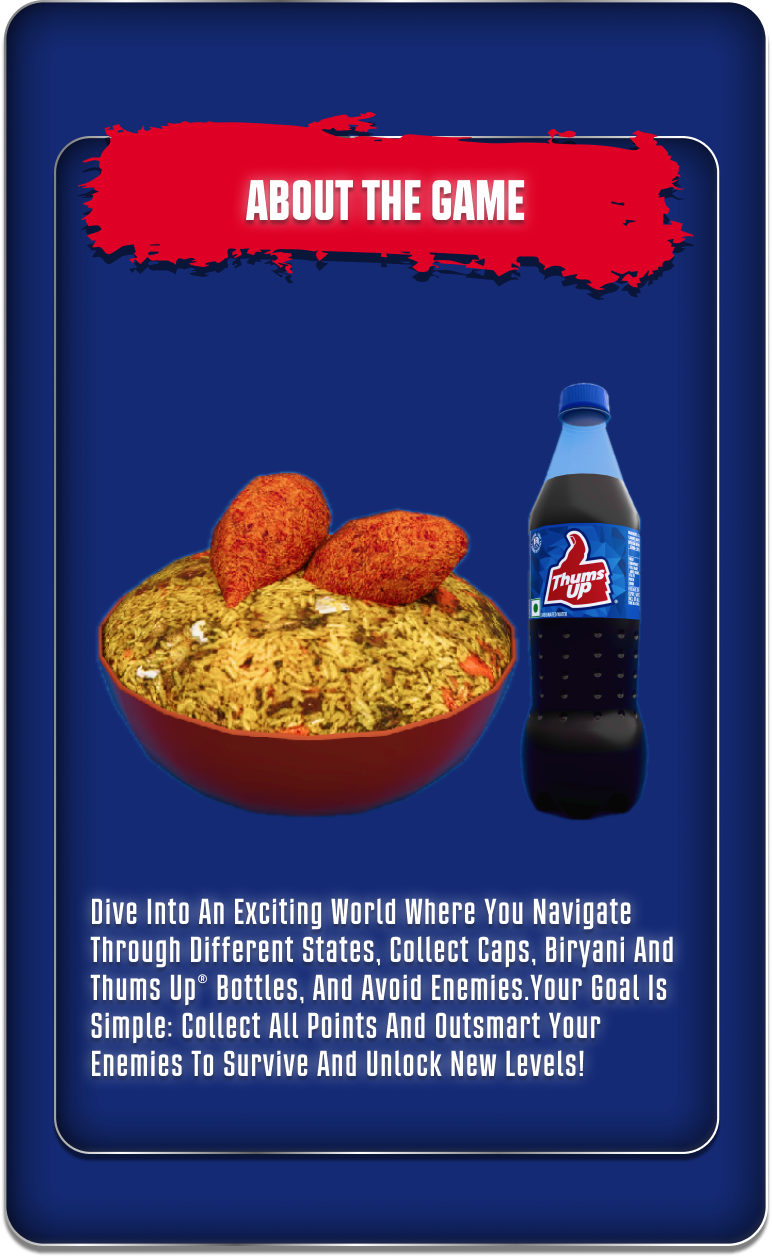 ABOUT THE GAME
Thums
UP
Dive Into An Exciting World Where You Navigate
Through Different States, Collect Caps, Biryani And
Thums Up® Bottles, And Avoid Enemies.Your Goal Is
Simple: Collect All Points And Outsmart Your
Enemies To Survive And Unlock New Levels!